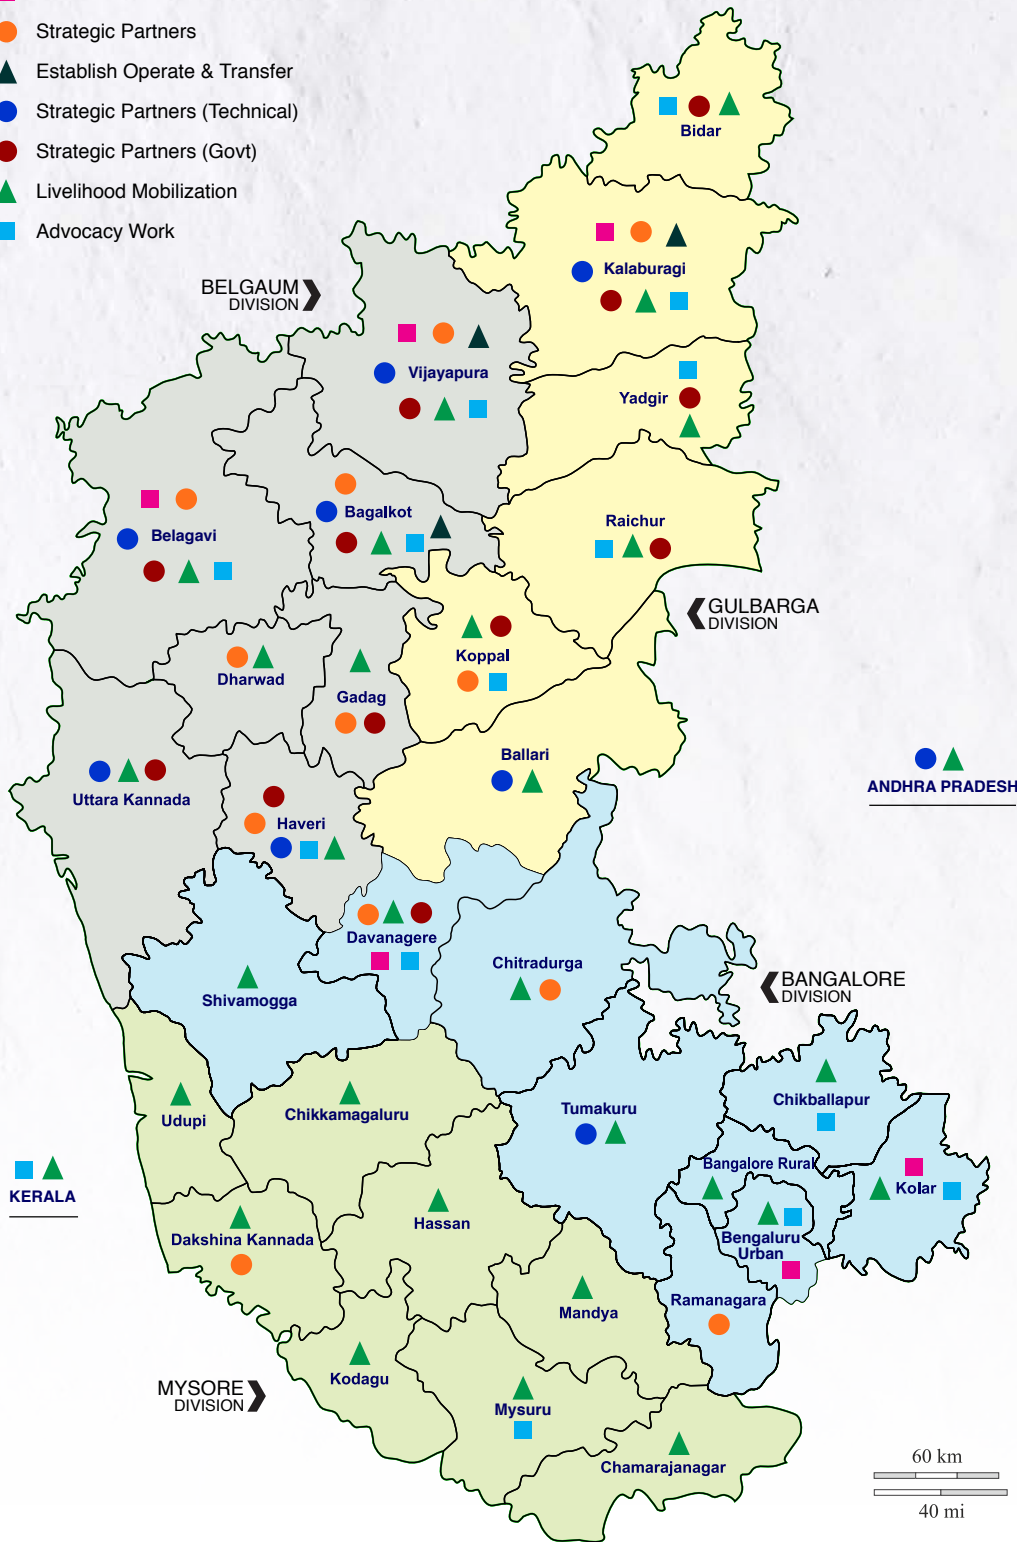 Strategic Partners
Establish Operate & Transfer
Strategic Partners (Technical)
Strategic Partners (Govt)
Livelihood Mobilization
Advocacy Work
Bidar
Kalaburagi
BELGAUM
DIVISION
Vijayapura
Yadgir
Bagalkot
Raichur
Belagavi
GULBARGA
DIVISION
Koppal
Dharwad
Gadag
Ballari
ANDHRA PRADESH
Uttara Kannada
Haveri
Davanagere
Chitradurga
BANGALORE
DIVISION
Shivamogga
Chikballapur
Tumakuru
Chikkamagaluru
Udupi
Bangalore Rural
Kolar
KERALA
Hassan
Dakshina Kannada
Bengaluru
Urban
Ramanagara
Mandya
Kodagu
MYSORE
DIVISION
Mysuru
Chamarajanagar
60 km
40 mi